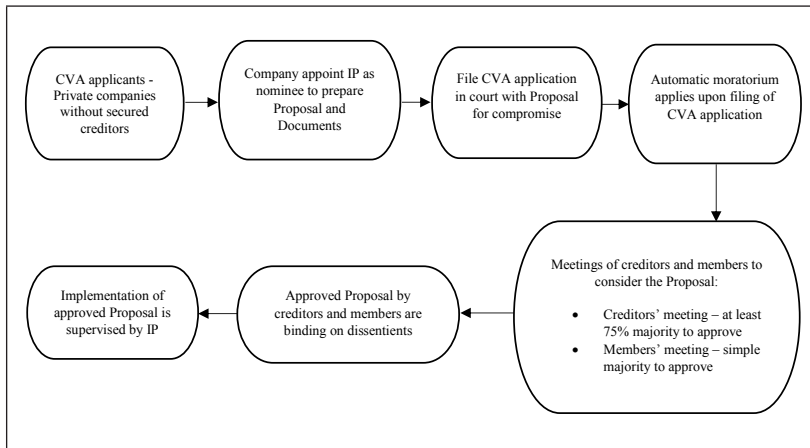 CVA applicants -
Private companies
without secured
creditors
Company appoint IP as
nominee to prepare
Proposal and
Documents
File CVA application
in court with Proposal
for compromise
Automatic moratorium
applies upon filing of
CVA application
Meetings of creditors and members to
consider the Proposal:
• Creditors’ meeting – at least
75% majority to approve
• Members’ meeting – simple
majority to approve
Approved Proposal by
creditors and members are
binding on dissentients
Implementation of
approved Proposal is
supervised by IP